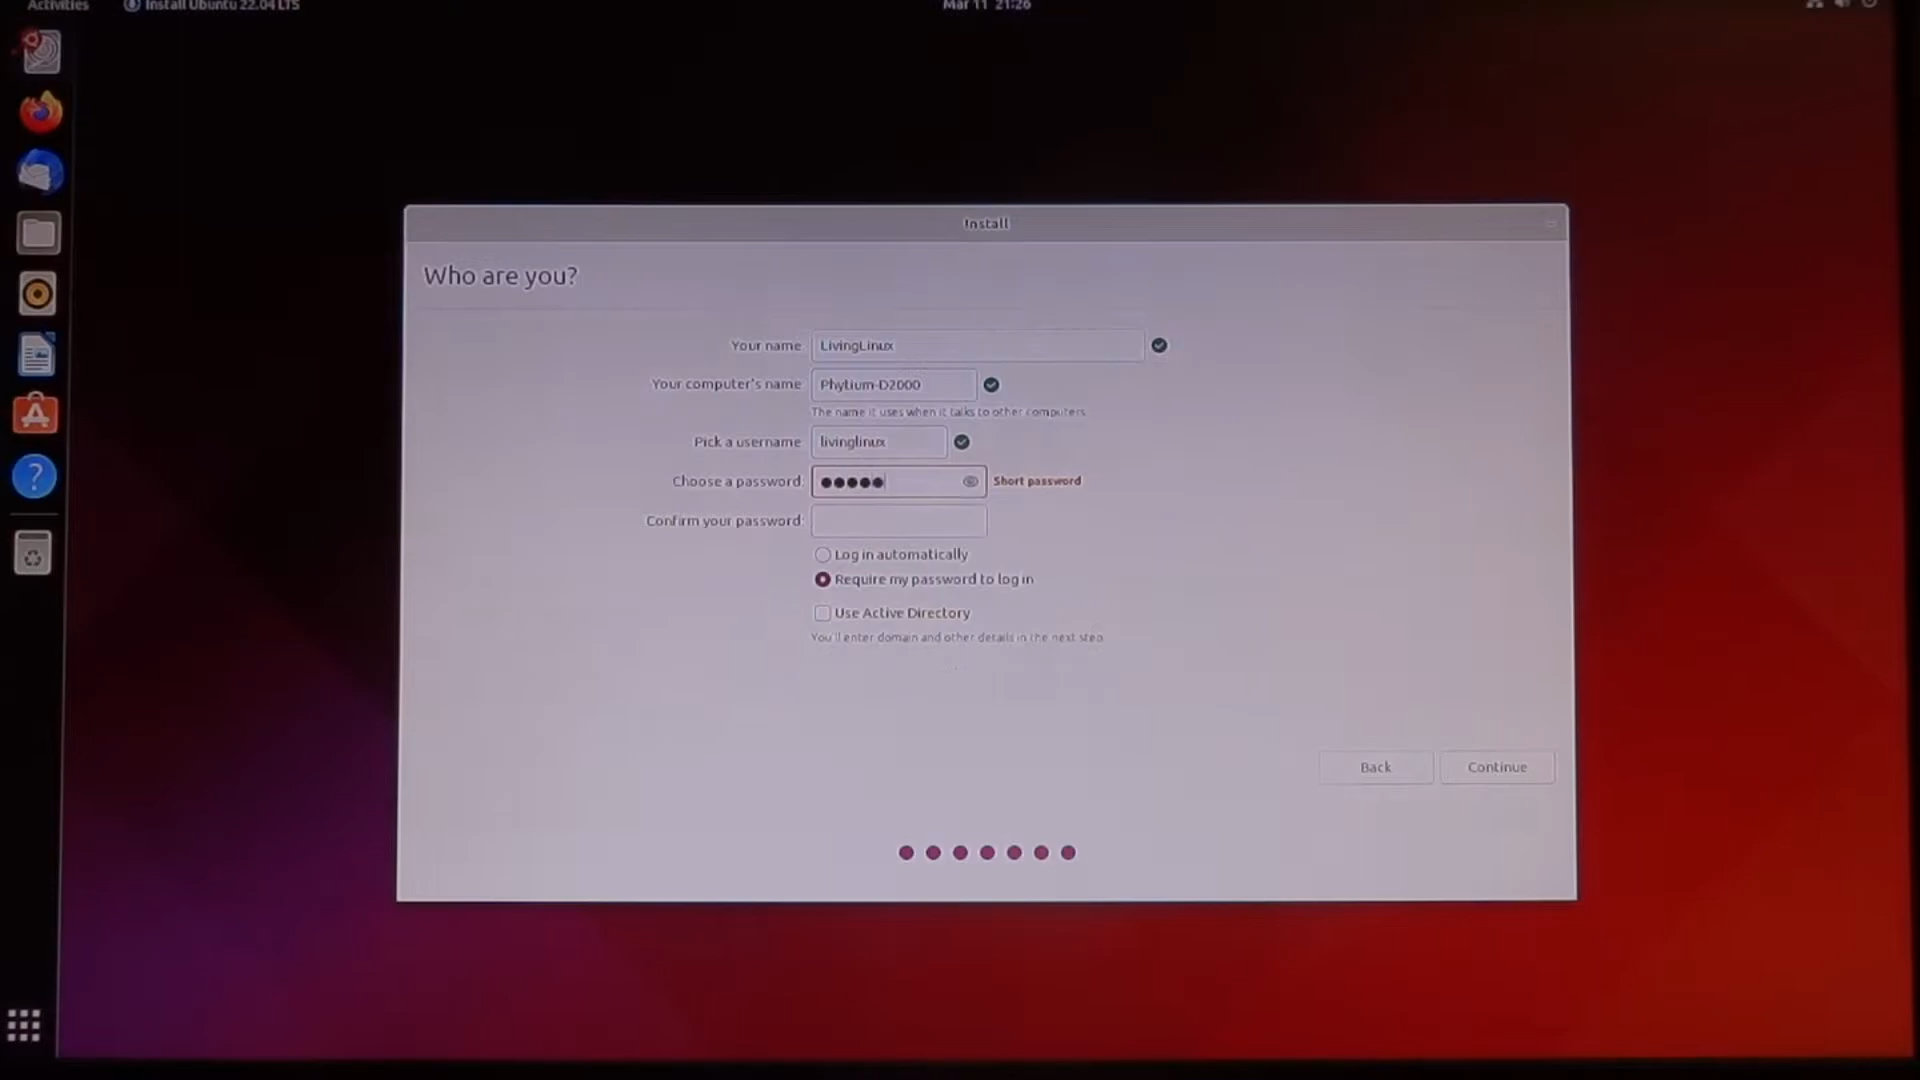 Activities Install Ubuntu 22.04 LTS Mar 11 21:26
Install
Who are you?
Your name: LivingLinux
Your computer's name: Phytium-D2000
The name it uses when it talks to other computers.
Pick a username: livinglinux
Choose a password: ●●●●● Short password
Confirm your password:
Log in automatically
Require my password to log in
Use Active Directory
You'll enter domain and other details in the next step.
Back Continue